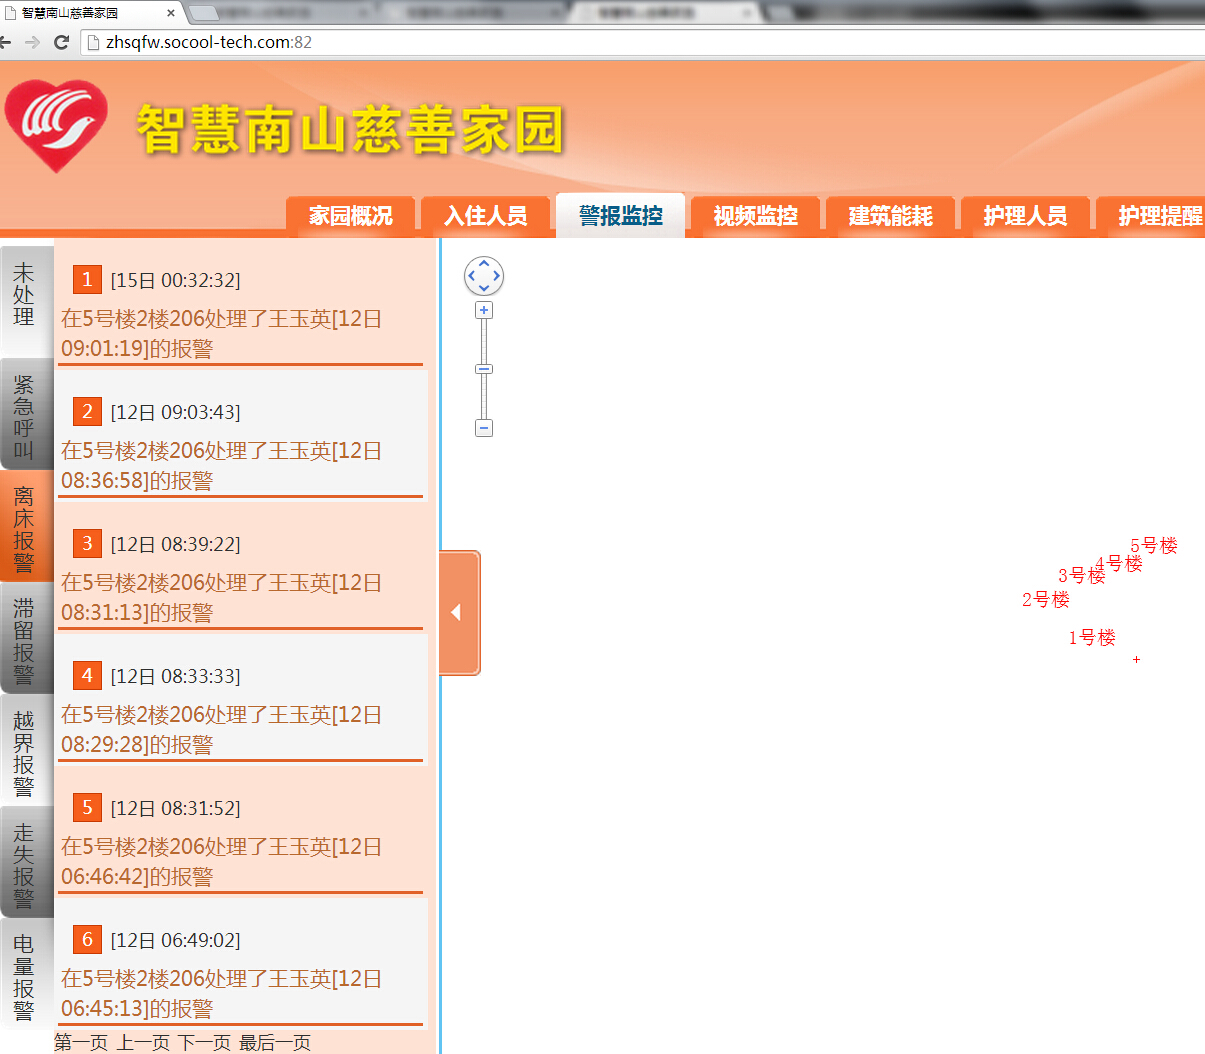 智慧南山慈善家园
zhsqfw.socool-tech.com:82
智慧南山慈善家园
家园概况 入住人员 警报监控 视频监控 建筑能耗 护理人员 护理提醒
未处理
紧急呼叫
离床报警
滞留报警
越界报警
走失报警
电量报警
1 [15日 00:32:32]
在5号楼2楼206处理了王玉英[12日
09:01:19]的报警
2 [12日 09:03:43]
在5号楼2楼206处理了王玉英[12日
08:36:58]的报警
3 [12日 08:39:22]
在5号楼2楼206处理了王玉英[12日
08:31:13]的报警
4 [12日 08:33:33]
在5号楼2楼206处理了王玉英[12日
08:29:28]的报警
5 [12日 08:31:52]
在5号楼2楼206处理了王玉英[12日
06:46:42]的报警
6 [12日 06:49:02]
在5号楼2楼206处理了王玉英[12日
06:45:13]的报警
第一页 上一页 下一页 最后一页
5号楼
4号楼
3号楼
2号楼
1号楼